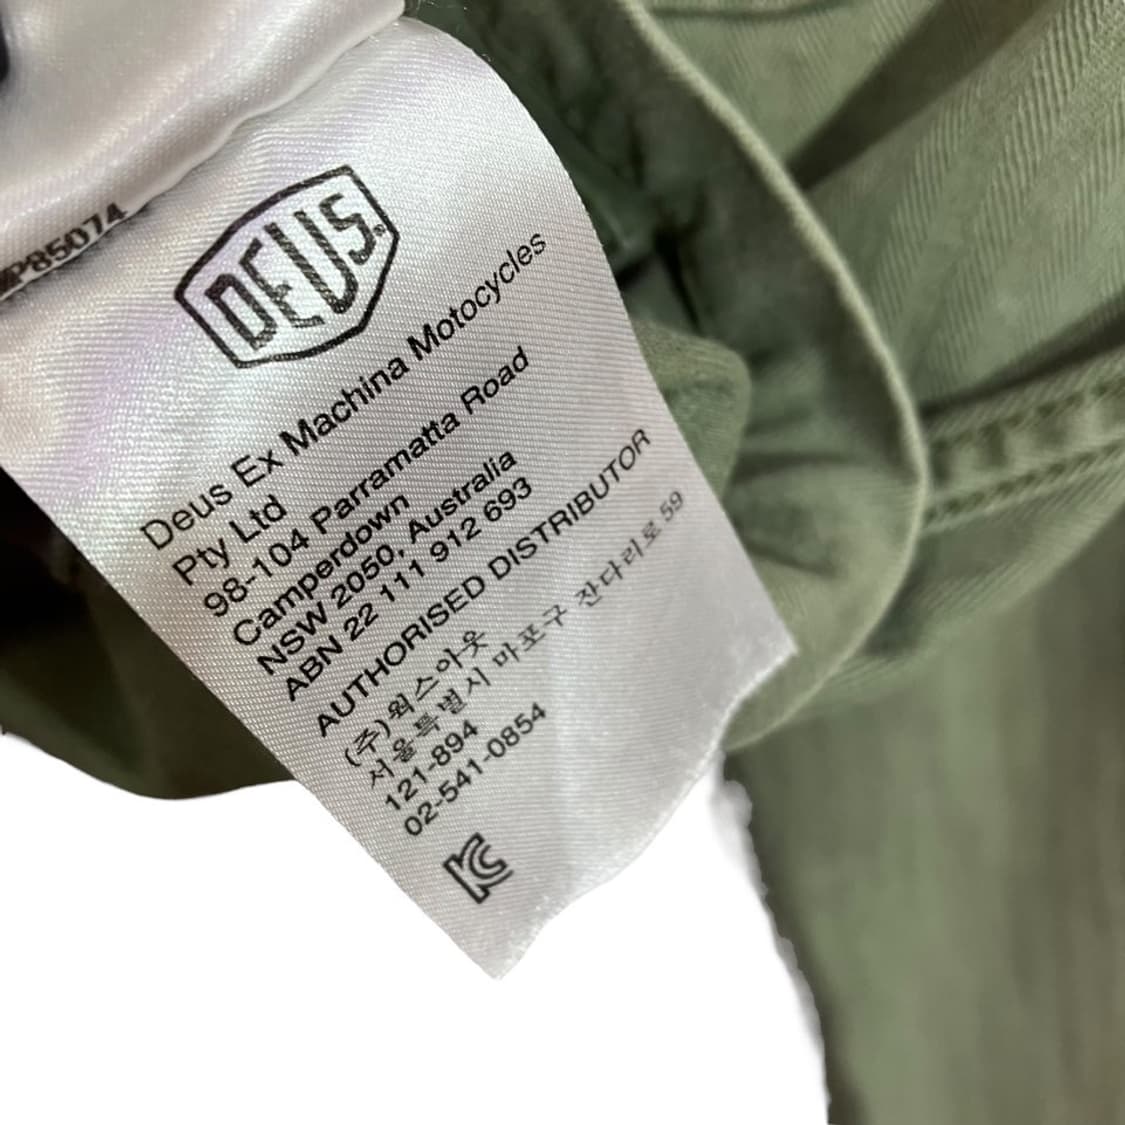 MP85074
DEUS®
Deus Ex Machina Motocycles
Pty Ltd
98-104 Parramatta Road
Camperdown
NSW 2050, Australia
ABN 22 111 912 693
AUTHORISED DISTRIBUTOR
(주)웍스아웃
서울특별시 마포구 잔다리로 59
121-894
02-541-0854
KC